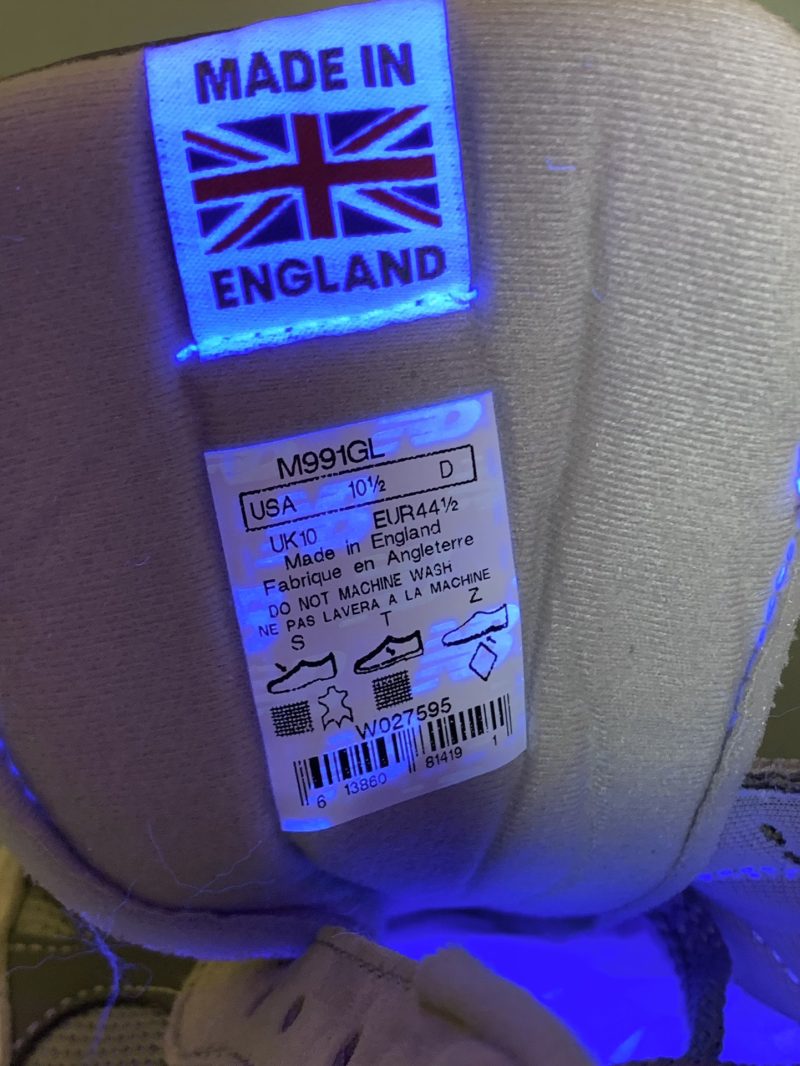 MADE IN
ENGLAND
M991GL
USA 10½ D
UK10 EUR44½
Made in England
Fabrique en Angleterre
DO NOT MACHINE WASH
NE PAS LAVERA A LA MACHINE
S T Z
W027595
6 13860 81419 1